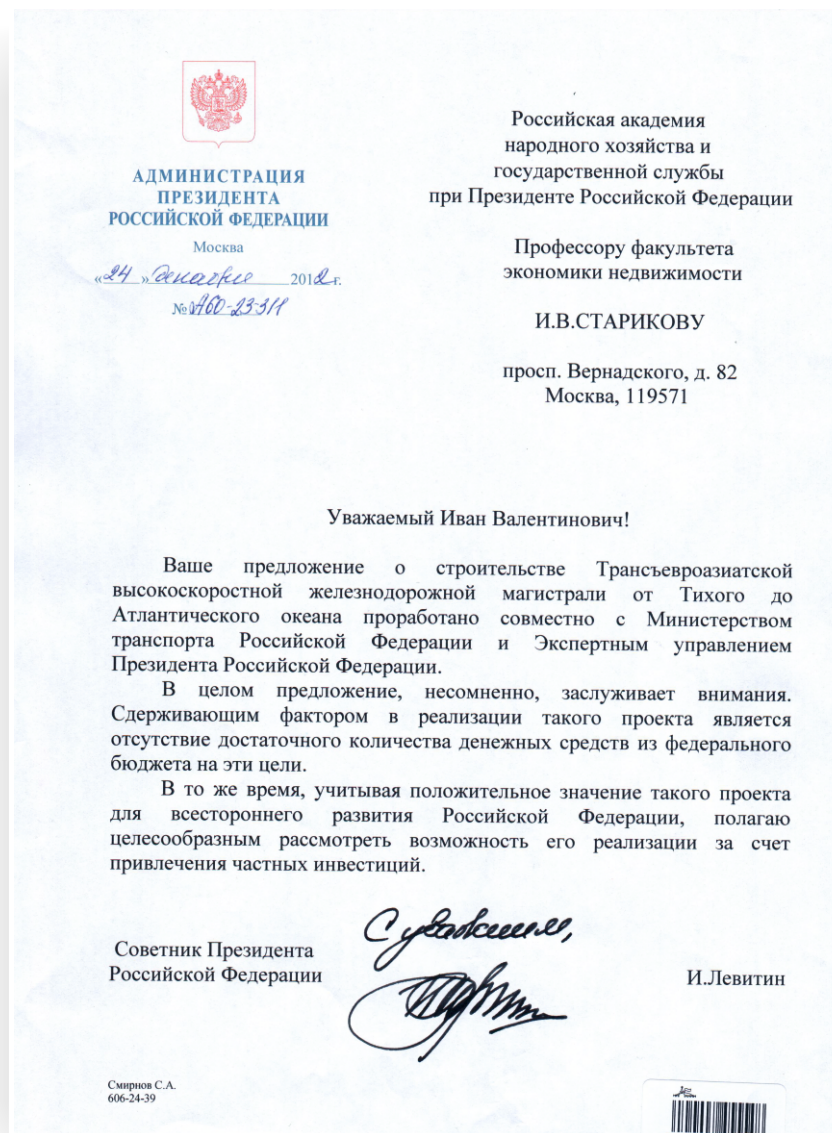 АДМИНИСТРАЦИЯ
ПРЕЗИДЕНТА
РОССИЙСКОЙ ФЕДЕРАЦИИ
Москва
«24» декабря 2012 г.
№ А60-23-311
Российская академия
народного хозяйства и
государственной службы
при Президенте Российской Федерации
Профессору факультета
экономики недвижимости
И.В.СТАРИКОВУ
просп. Вернадского, д. 82
Москва, 119571
Уважаемый Иван Валентинович!
Ваше предложение о строительстве Трансъевроазиатской
высокоскоростной железнодорожной магистрали от Тихого до
Атлантического океана проработано совместно с Министерством
транспорта Российской Федерации и Экспертным управлением
Президента Российской Федерации.
В целом предложение, несомненно, заслуживает внимания.
Сдерживающим фактором в реализации такого проекта является
отсутствие достаточного количества денежных средств из федерального
бюджета на эти цели.
В то же время, учитывая положительное значение такого проекта
для всестороннего развития Российской Федерации, полагаю
целесообразным рассмотреть возможность его реализации за счет
привлечения частных инвестиций.
С уважением,
Советник Президента
Российской Федерации
И.Левитин
Смирнов С.А.
606-24-39